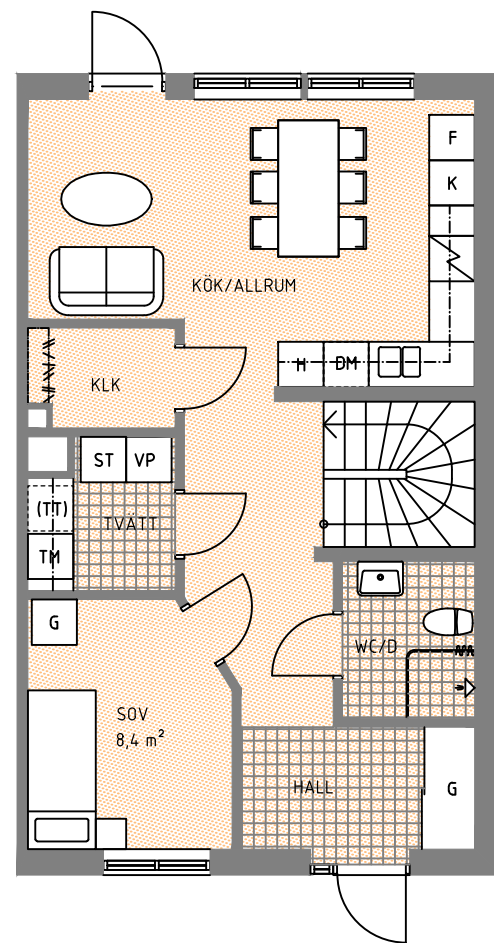 F
K
KÖK/ALLRUM
H DM
KLK
ST VP
(TT)
TVÄTT
TM
G
WC/D
SOV
8,4 m²
HALL
G